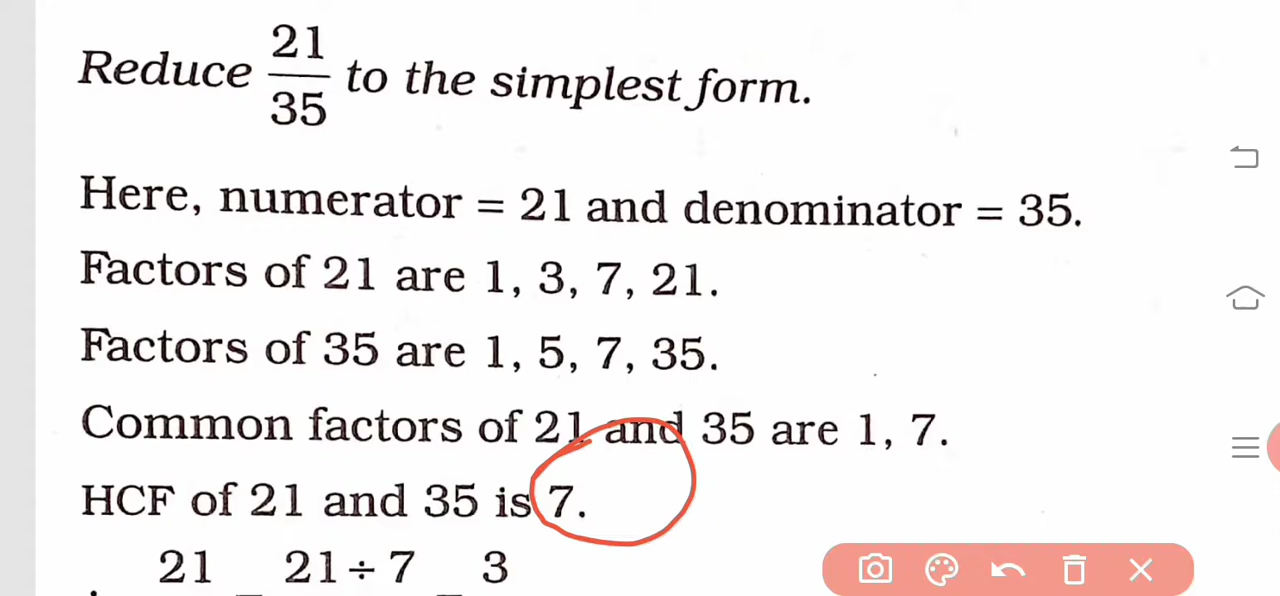 Reduce 21/35 to the simplest form.
Here, numerator = 21 and denominator = 35.
Factors of 21 are 1, 3, 7, 21.
Factors of 35 are 1, 5, 7, 35.
Common factors of 21 and 35 are 1, 7.
HCF of 21 and 35 is 7.
21 21 ÷ 7 3